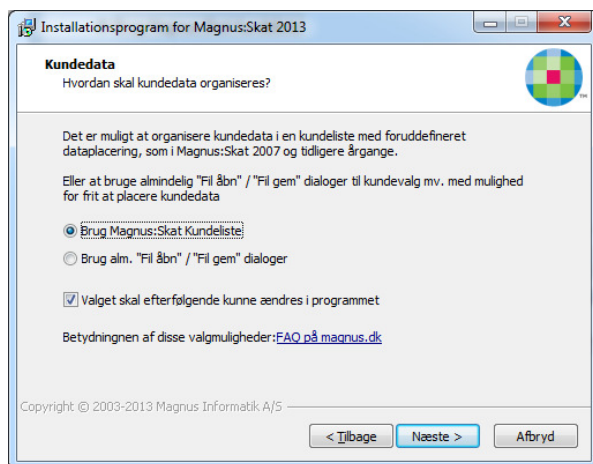 Installationsprogram for Magnus:Skat 2013
Kundedata
Hvordan skal kundedata organiseres?
TM
Det er muligt at organisere kundedata i en kundeliste med foruddefineret
dataplacering, som i Magnus:Skat 2007 og tidligere årgange.
Eller at bruge almindelig "Fil åbn" / "Fil gem" dialoger til kundevalg mv. med mulighed
for frit at placere kundedata
Brug Magnus:Skat Kundeliste
Brug alm. "Fil åbn" / "Fil gem" dialoger
Valget skal efterfølgende kunne ændres i programmet
Betydningnen af disse valgmuligheder:FAQ på magnus.dk
Copyright © 2003-2013 Magnus Informatik A/S
< Tilbage Næste > Afbryd